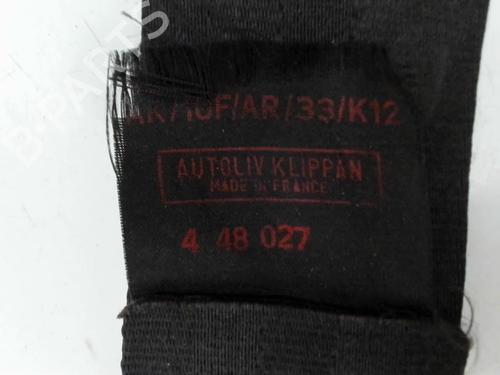 AK/10F/AR/33/K12
AUTOLIV KLIPPAN
MADE IN FRANCE
4 48 027